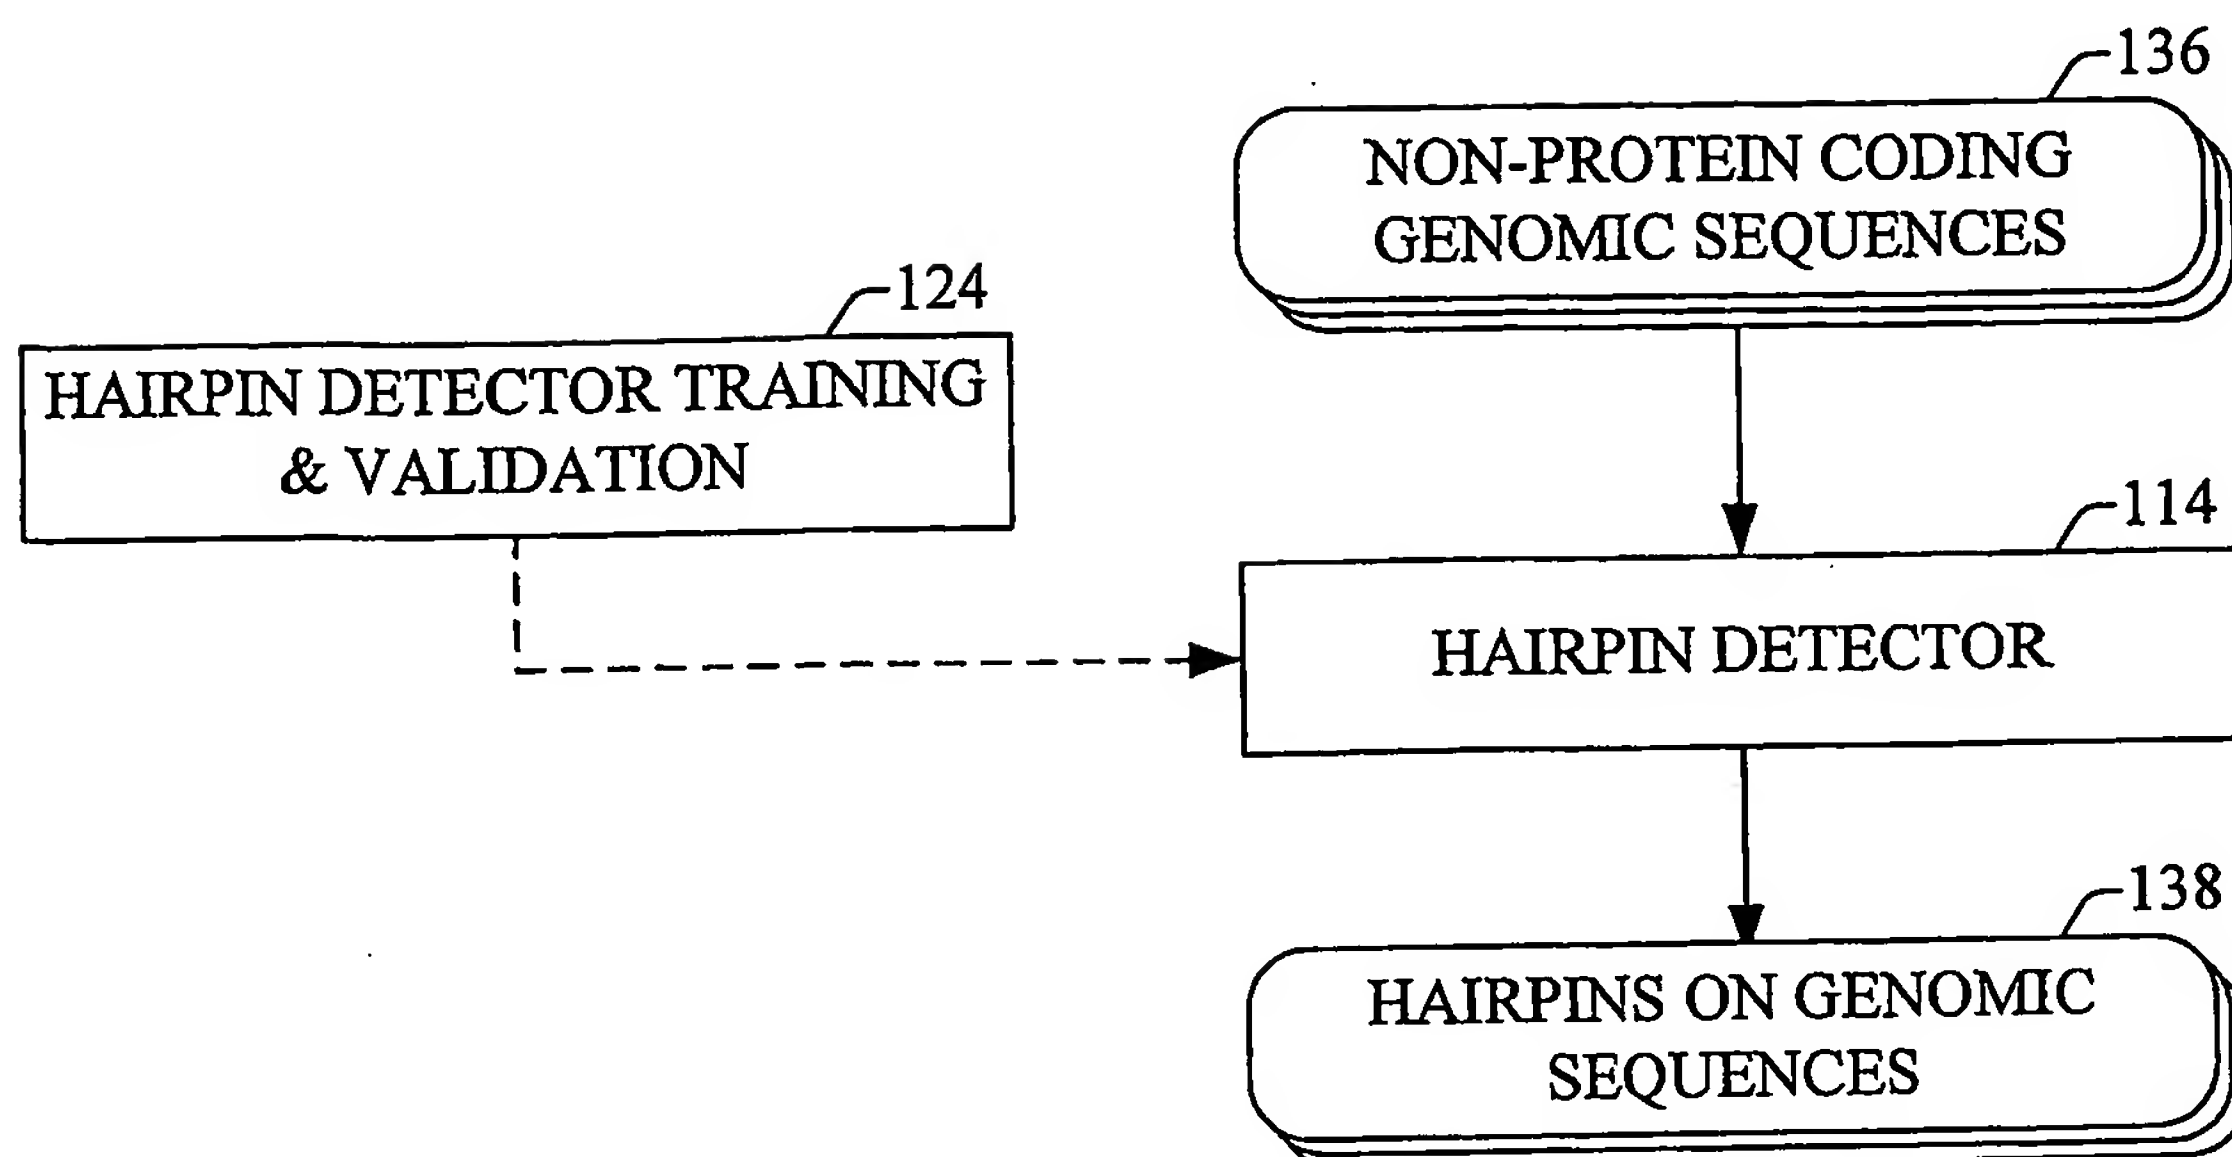 136
NON-PROTEIN CODING
GENOMIC SEQUENCES
124
HAIRPIN DETECTOR TRAINING
& VALIDATION
114
HAIRPIN DETECTOR
138
HAIRPINS ON GENOMIC
SEQUENCES